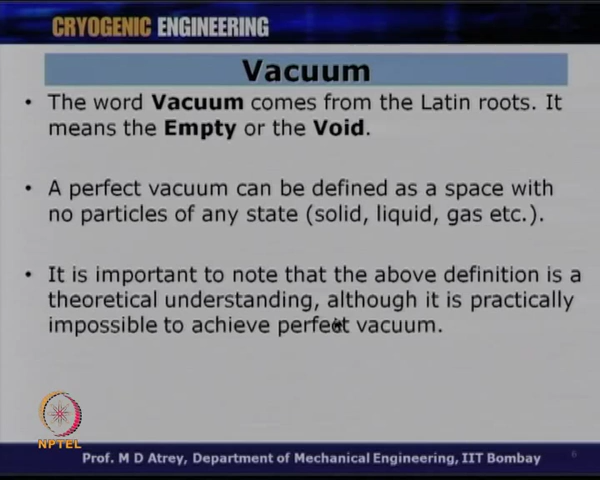 CRYOGENIC ENGINEERING
Vacuum
• The word Vacuum comes from the Latin roots. It
means the Empty or the Void.
• A perfect vacuum can be defined as a space with
no particles of any state (solid, liquid, gas etc.).
• It is important to note that the above definition is a
theoretical understanding, although it is practically
impossible to achieve perfect vacuum.
NPTEL
Prof. M D Atrey, Department of Mechanical Engineering, IIT Bombay
6